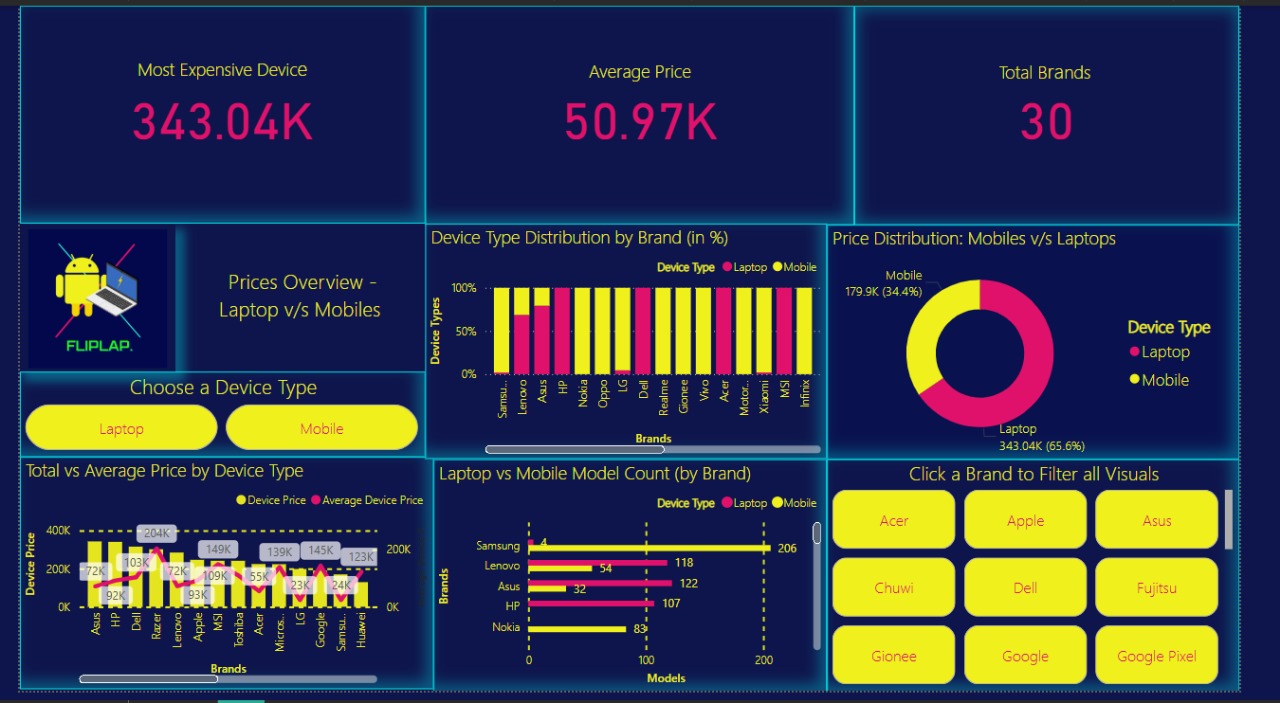 Most Expensive Device
343.04K
Average Price
50.97K
Total Brands
30
FLIPLAP.
Prices Overview -
Laptop v/s Mobiles
Choose a Device Type
Laptop
Mobile
Device Type Distribution by Brand (in %)
Device Type Laptop Mobile
Device Types
100%
50%
0%
Samsu...
Lenovo
Asus
HP
Nokia
Oppo
LG
Dell
Realme
Gionee
Vivo
Acer
Motor...
Xiaomi
MSI
Infinix
Brands
Price Distribution: Mobiles v/s Laptops
Mobile
179.9K (34.4%)
Laptop
343.04K (65.6%)
Device Type
Laptop
Mobile
Total vs Average Price by Device Type
Device Price Average Device Price
Device Price
400K
200K
0K
200K
0K
72K
92K
103K
204K
72K
93K
149K
109K
55K
139K
23K
145K
24K
123K
Asus
HP
Dell
Razer
Lenovo
Apple
MSI
Toshiba
Acer
Micros...
LG
Google
Samsu...
Huawei
Brands
Laptop vs Mobile Model Count (by Brand)
Device Type Laptop Mobile
Brands
Samsung 4 206
Lenovo 118 54
Asus 122 32
HP 107
Nokia 83
0 100 200
Models
Click a Brand to Filter all Visuals
Acer
Apple
Asus
Chuwi
Dell
Fujitsu
Gionee
Google
Google Pixel